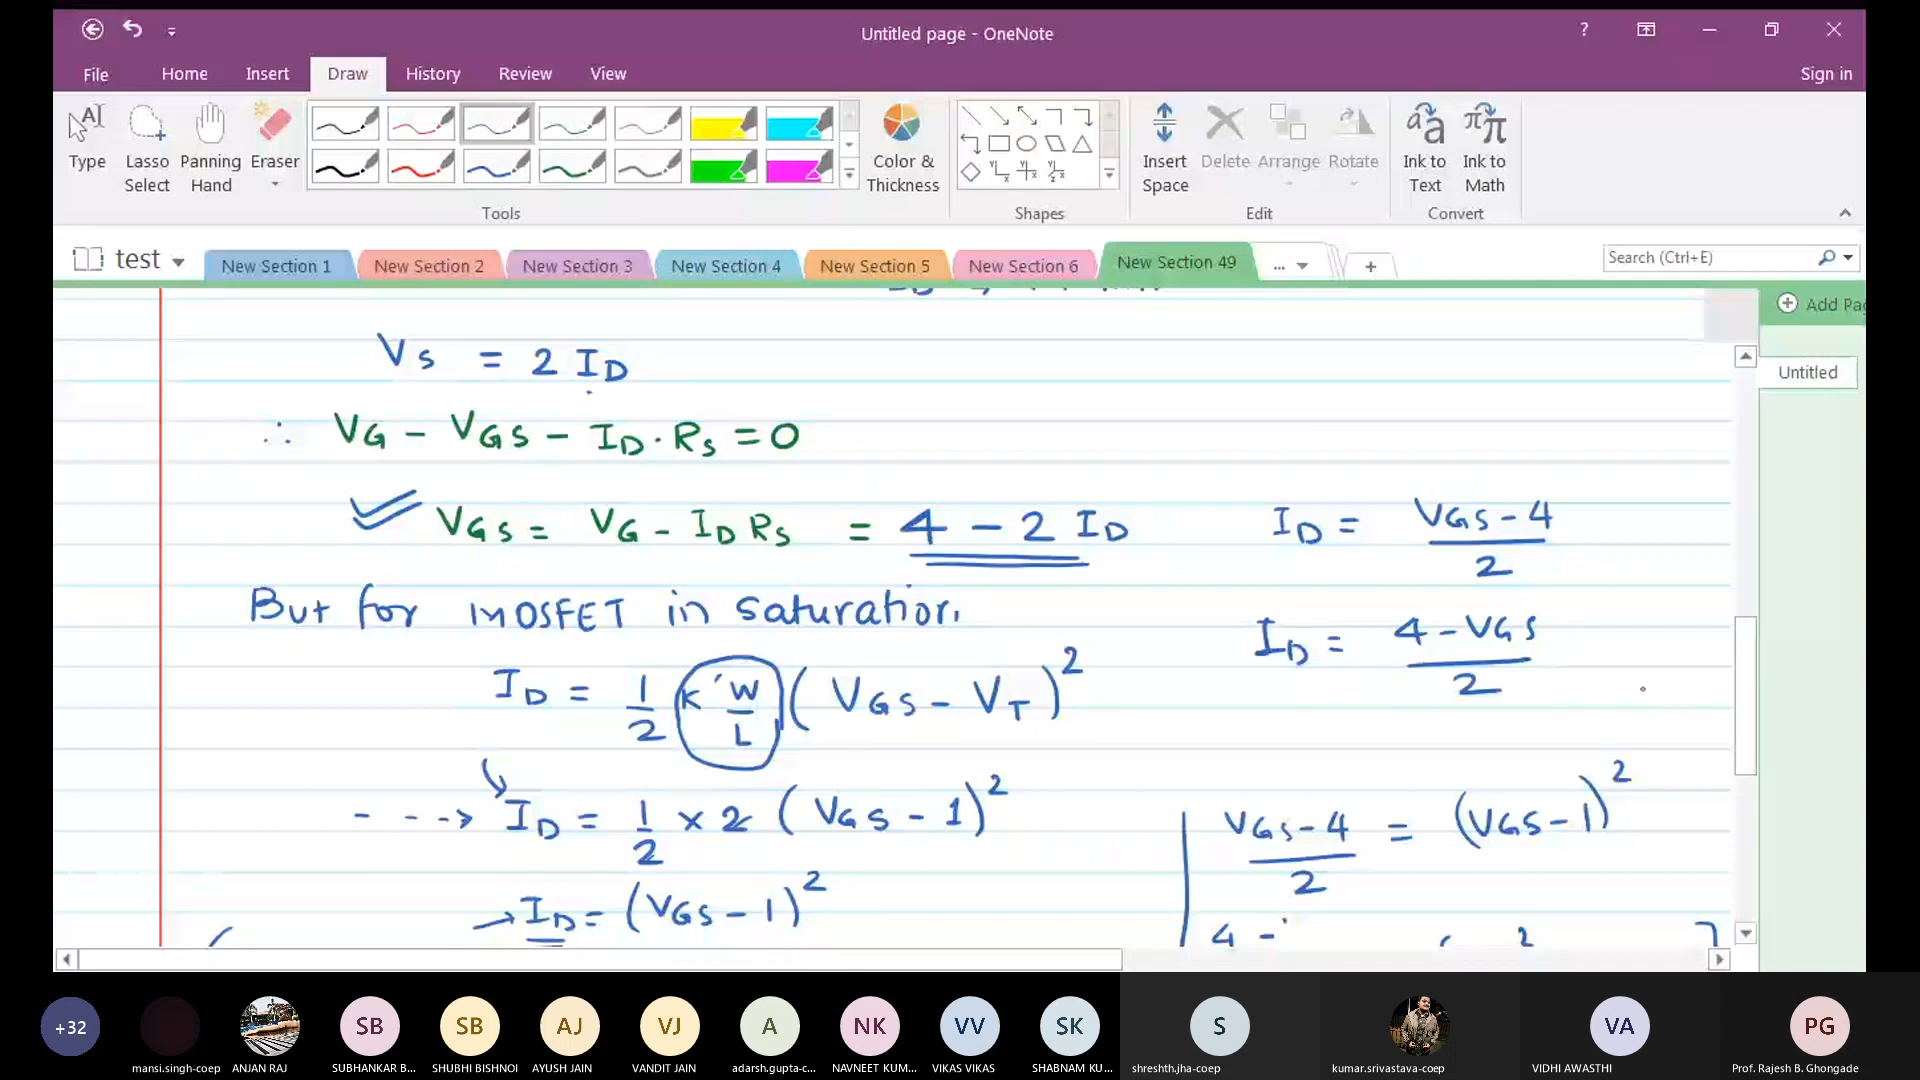 Untitled page - OneNote
?
File Home Insert Draw History Review View
Sign in
Type
Lasso Select
Panning Hand
Eraser
Color & Thickness
Insert Space
Delete
Arrange
Rotate
Ink to Text
Ink to Math
Tools
Shapes
Edit
Convert
test
New Section 1
New Section 2
New Section 3
New Section 4
New Section 5
New Section 6
New Section 49
...
Search (Ctrl+E)
Add Pa
Untitled
VS = 2 ID
∴ VG - VGS - ID · RS = 0
VGS = VG - ID RS = 4 - 2 ID
ID = (VGS - 4)/2
But for MOSFET in saturation,
ID = (4 - VGS)/2
ID = 1/2 K' W/L (VGS - VT)²
---> ID = 1/2 × 2 (VGS - 1)²
(VGS - 4)/2 = (VGS - 1)²
→ ID = (VGS - 1)²
4 -
+32
mansi.singh-coep
ANJAN RAJ
SB
SUBHANKAR B...
SB
SHUBHI BISHNOI
AJ
AYUSH JAIN
VJ
VANDIT JAIN
A
adarsh.gupta-c...
NK
NAVNEET KUM...
VV
VIKAS VIKAS
SK
SHABNAM KU...
S
shreshth.jha-coep
kumar.srivastava-coep
VA
VIDHI AWASTHI
PG
Prof. Rajesh B. Ghongade